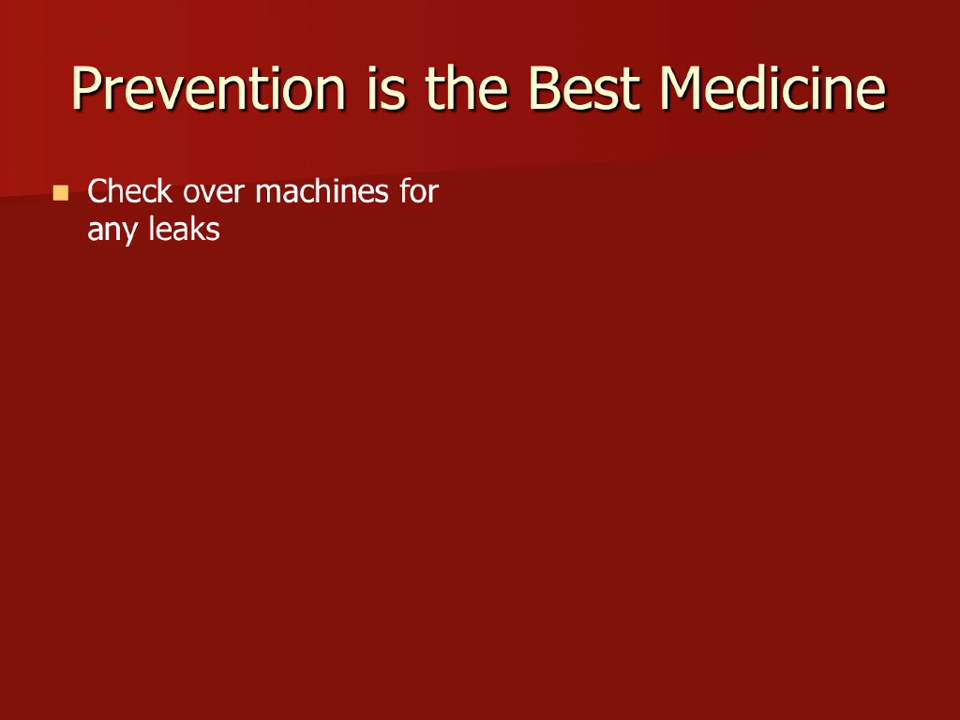 Prevention is the Best Medicine
Check over machines for
any leaks